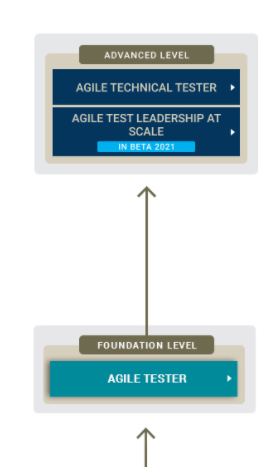 ADVANCED LEVEL
AGILE TECHNICAL TESTER
AGILE TEST LEADERSHIP AT
SCALE
IN BETA 2021
FOUNDATION LEVEL
AGILE TESTER